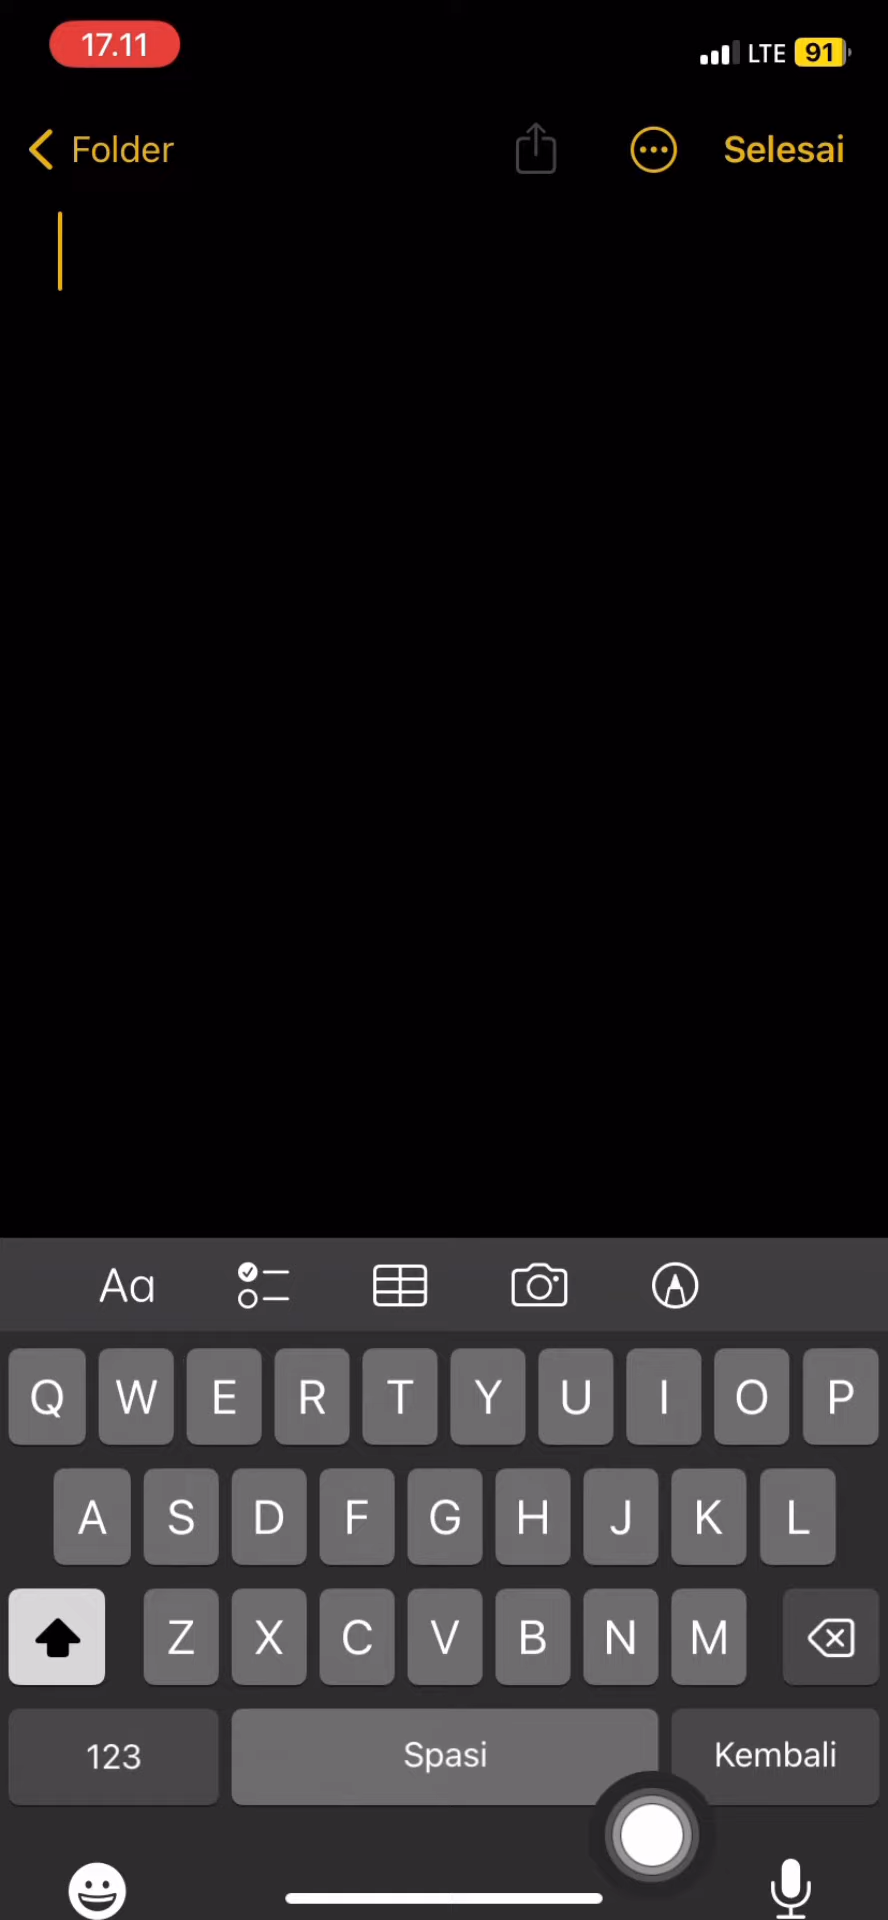 17.11 LTE 91
Folder Selesai
Aa
Q W E R T Y U I O P
A S D F G H J K L
Z X C V B N M
123 Spasi Kembali